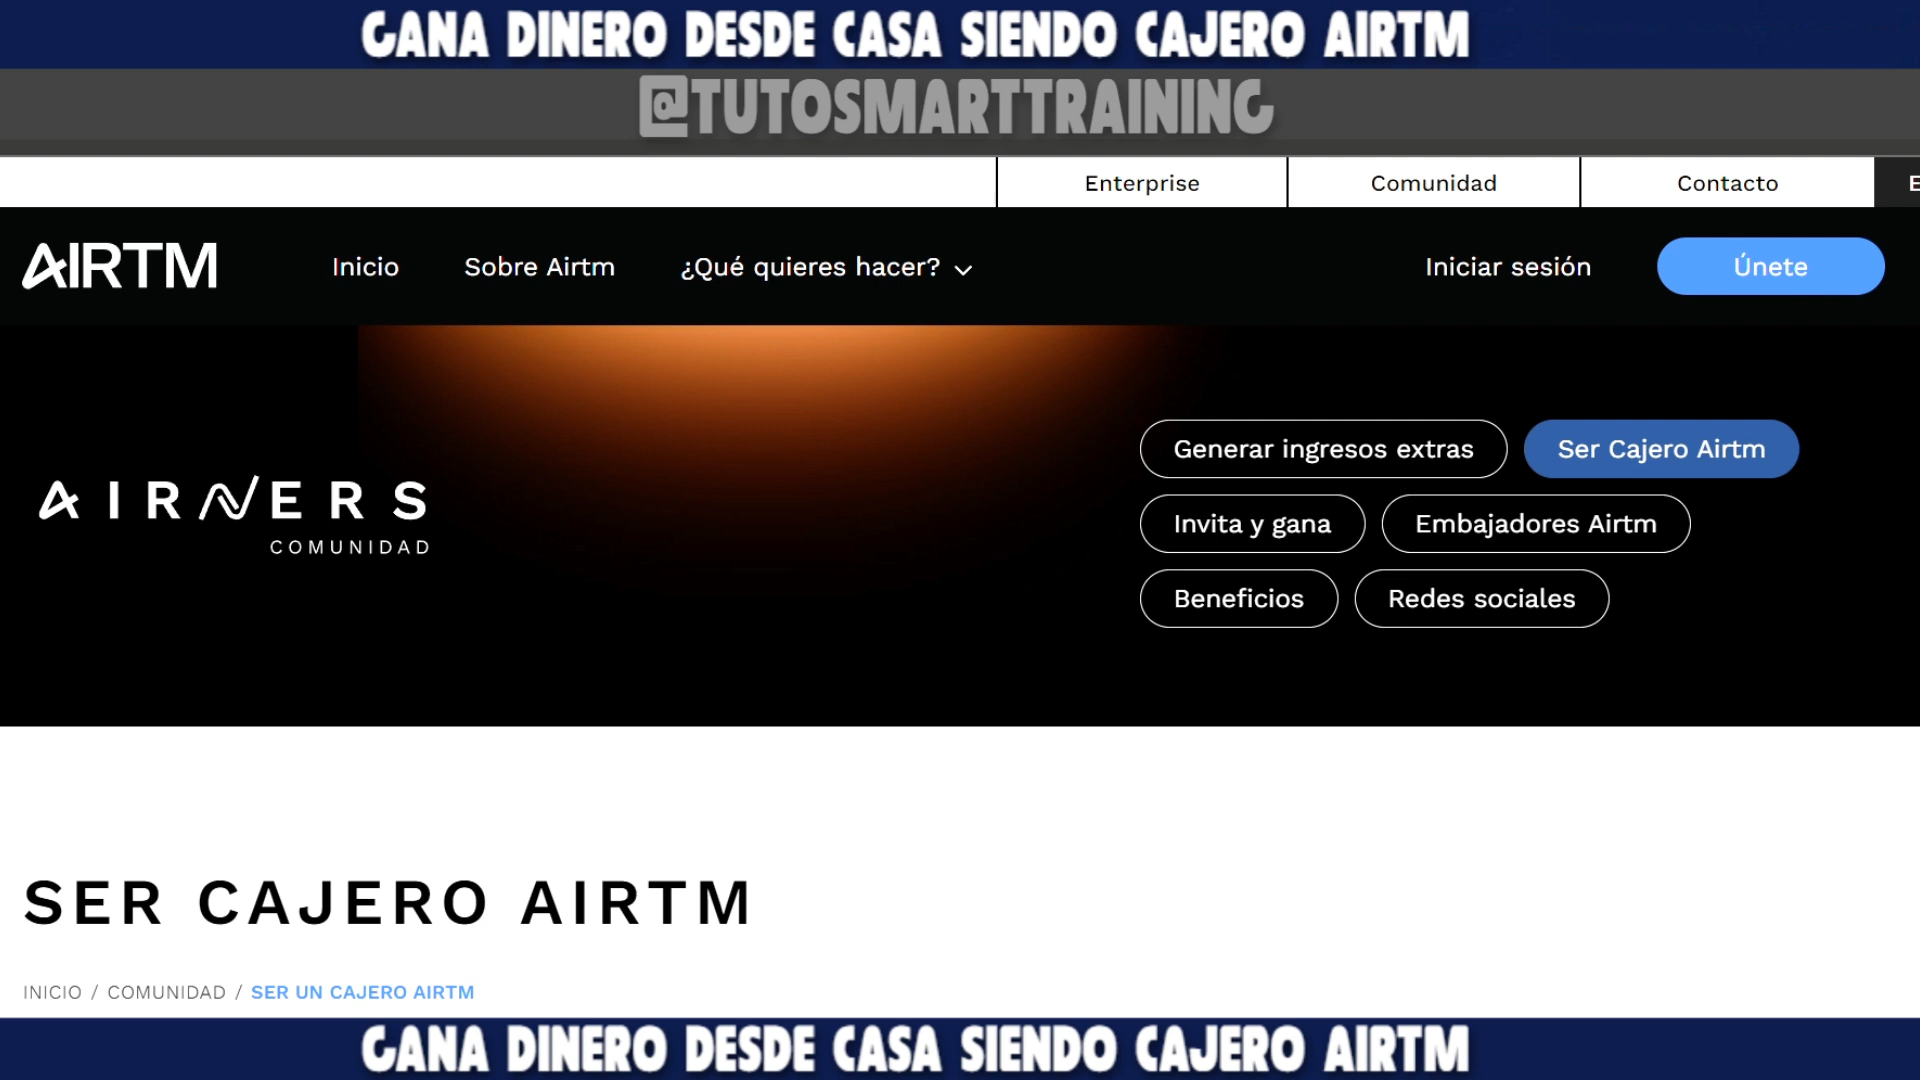 GANA DINERO DESDE CASA SIENDO CAJERO AIRTM
@TUTOSMARTTRAINING
Enterprise
Comunidad
Contacto
E
AIRTM
Inicio
Sobre Airtm
¿Qué quieres hacer?
Iniciar sesión
Únete
Generar ingresos extras
Ser Cajero Airtm
AIRNERS
COMUNIDAD
Invita y gana
Embajadores Airtm
Beneficios
Redes sociales
SER CAJERO AIRTM
INICIO / COMUNIDAD / SER UN CAJERO AIRTM
GANA DINERO DESDE CASA SIENDO CAJERO AIRTM